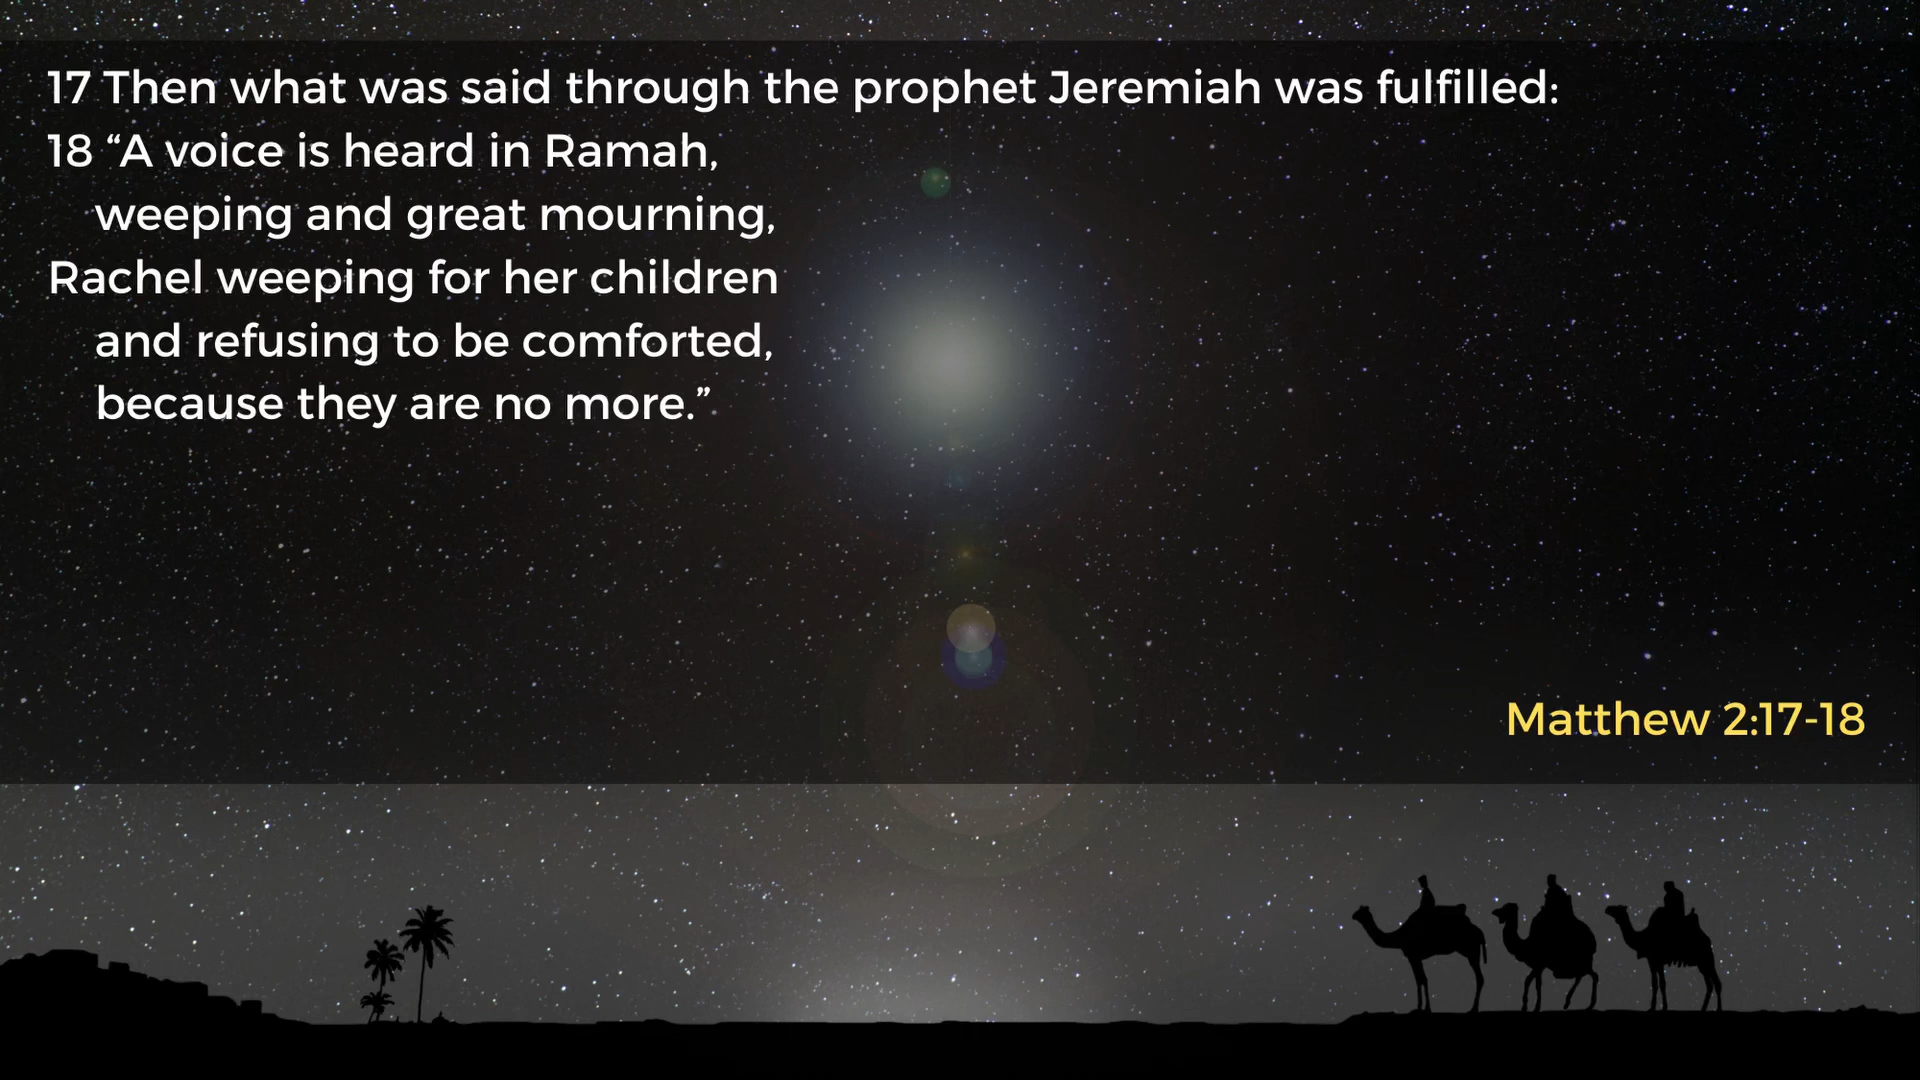 17 Then what was said through the prophet Jeremiah was fulfilled:
18 “A voice is heard in Ramah,
weeping and great mourning,
Rachel weeping for her children
and refusing to be comforted,
because they are no more.”
Matthew 2:17-18